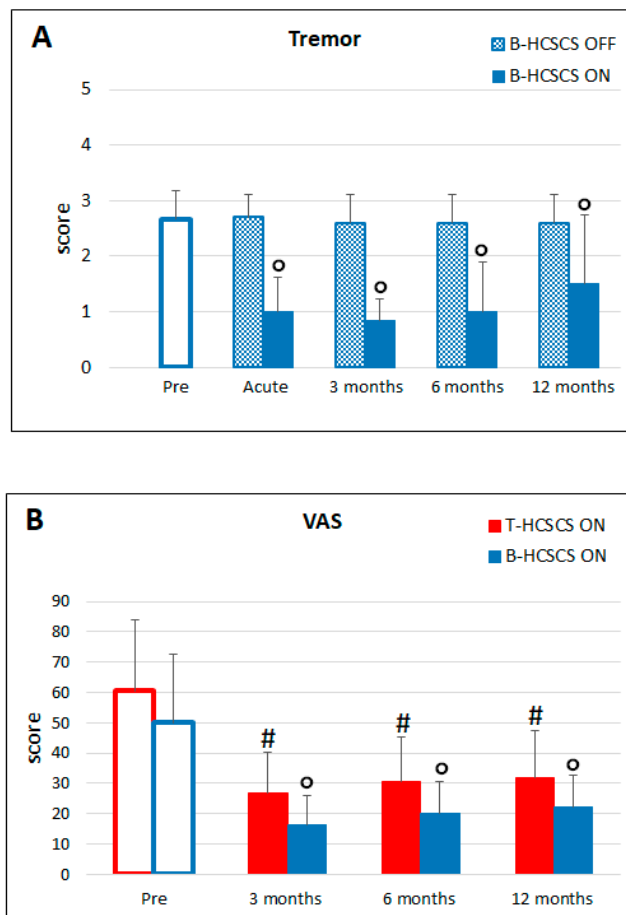 A
Tremor
B-HCSCS OFF
B-HCSCS ON
5
4
3
2
1
0
score
Pre Acute 3 months 6 months 12 months
B
VAS
T-HCSCS ON
B-HCSCS ON
90
80
70
60
50
40
30
20
10
0
score
# # #
Pre 3 months 6 months 12 months